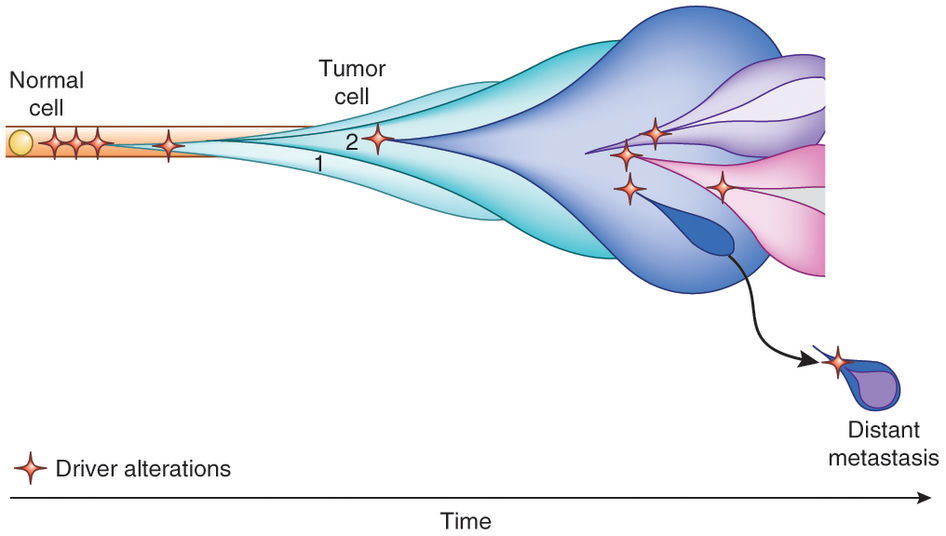 Normal
cell
Tumor
cell
2
1
Distant
metastasis
Driver alterations
Time